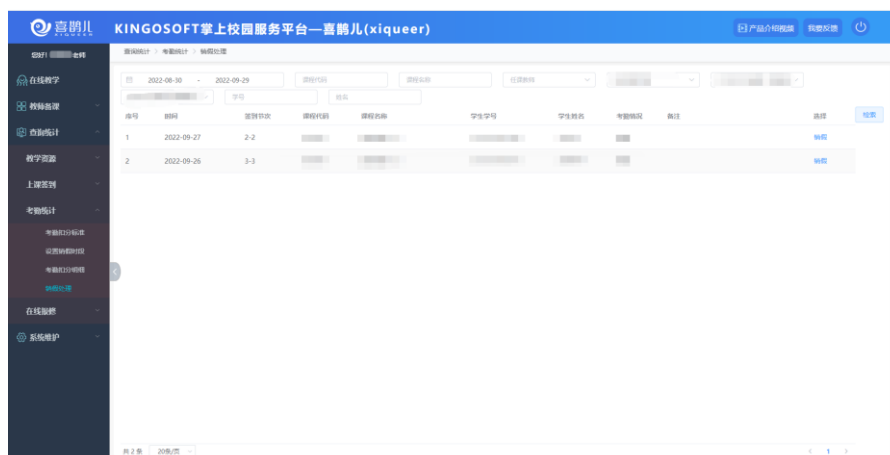 喜鹊儿 KINGOSOFT掌上校园服务平台—喜鹊儿(xiqueer) 产品介绍视频 我要反馈
您好! 老师 查询统计 > 考勤统计 > 销假处理
在线教学
教师备课
查询统计
教学资源
上课签到
考勤统计
考勤扣分标准
设置销假时段
考勤扣分明细
销假处理
在线报修
系统维护
2022-08-30 - 2022-09-29 课程代码 课程名称 任课教师
学号 姓名
检索
序号 时间 签到节次 课程代码 课程名称 学生学号 学生姓名 考勤情况 备注 选择
1 2022-09-27 2-2 销假
2 2022-09-26 3-3 销假
共 2 条 20条/页 < 1 >